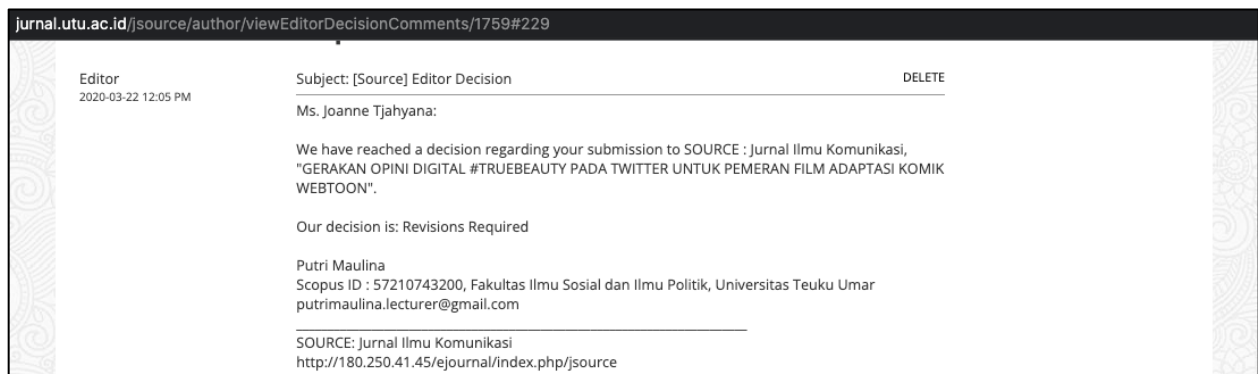 jurnal.utu.ac.id/jsource/author/viewEditorDecisionComments/1759#229
Editor
2020-03-22 12:05 PM
Subject: [Source] Editor Decision
DELETE
Ms. Joanne Tjahyana:
We have reached a decision regarding your submission to SOURCE : Jurnal Ilmu Komunikasi,
"GERAKAN OPINI DIGITAL #TRUEBEAUTY PADA TWITTER UNTUK PEMERAN FILM ADAPTASI KOMIK
WEBTOON".
Our decision is: Revisions Required
Putri Maulina
Scopus ID : 57210743200, Fakultas Ilmu Sosial dan Ilmu Politik, Universitas Teuku Umar
putrimaulina.lecturer@gmail.com
SOURCE: Jurnal Ilmu Komunikasi
http://180.250.41.45/ejournal/index.php/jsource